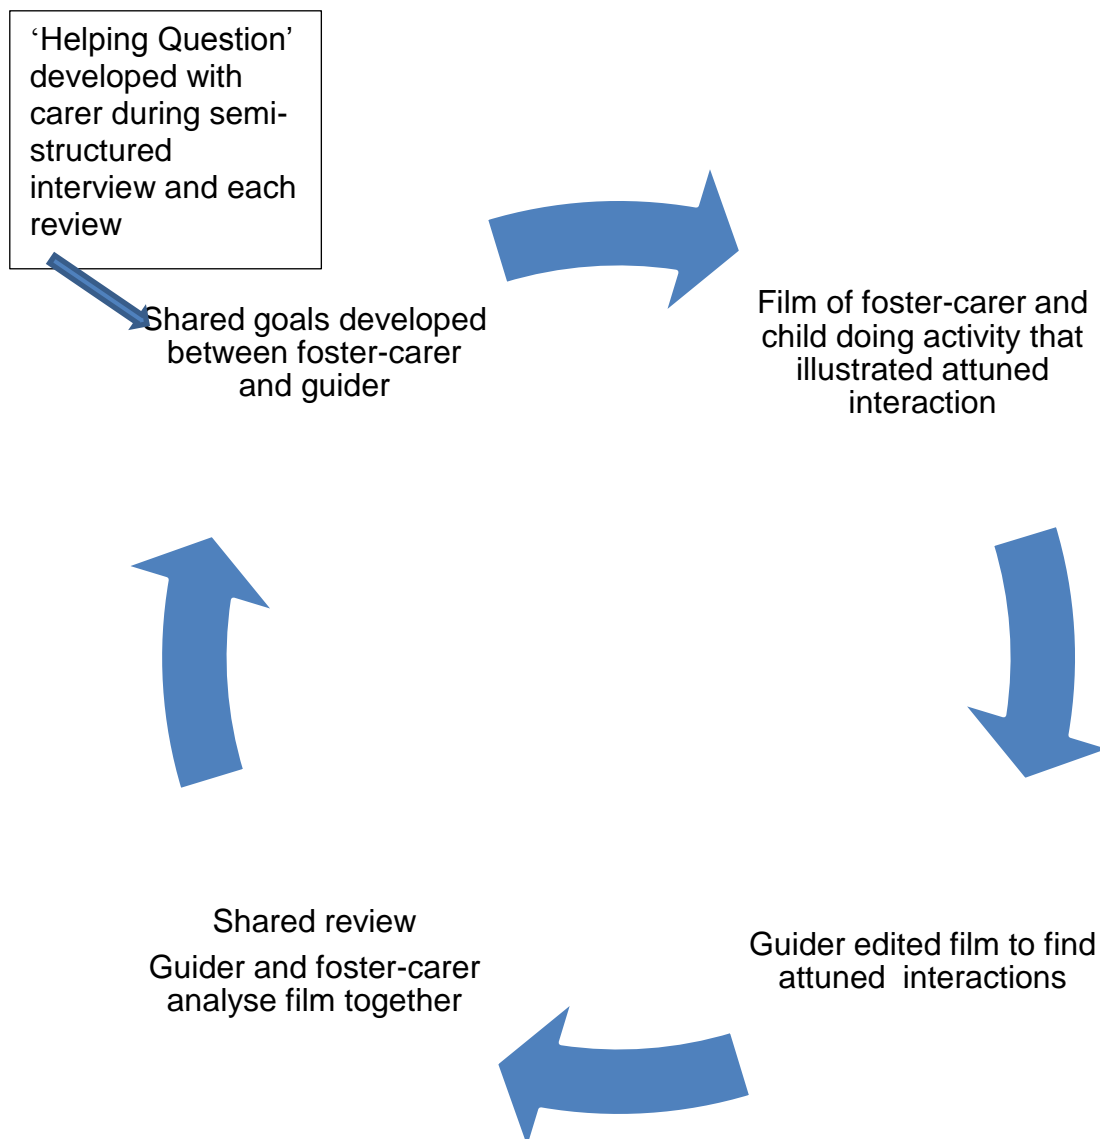 ‘Helping Question’
developed with
carer during semi-
structured
interview and each
review
Shared goals developed
between foster-carer
and guider
Film of foster-carer and
child doing activity that
illustrated attuned
interaction
Guider edited film to find
attuned  interactions
Shared review
Guider and foster-carer
analyse film together